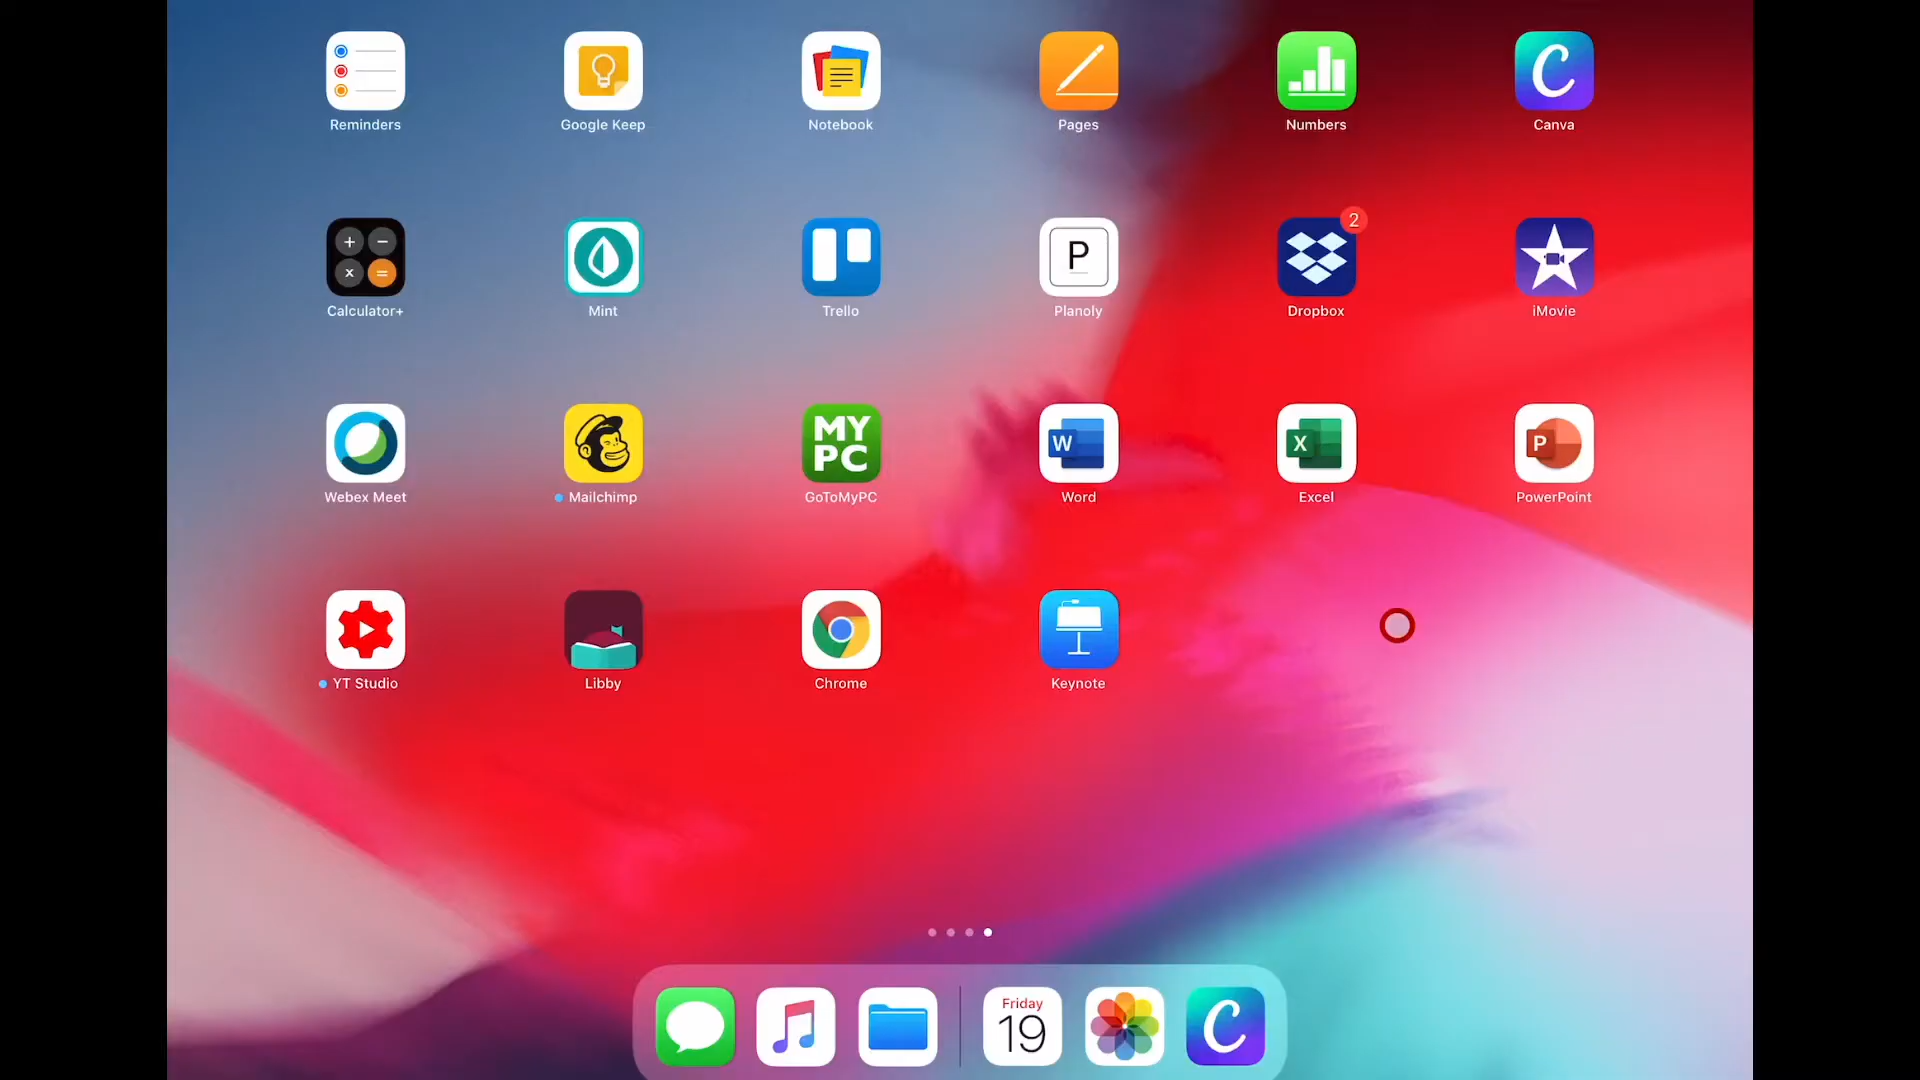 Reminders
Google Keep
Notebook
Pages
Numbers
C
Canva
Calculator+
Mint
Trello
P
Planoly
2
Dropbox
iMovie
Webex Meet
Mailchimp
MY
PC
GoToMyPC
W
Word
X
Excel
P
PowerPoint
YT Studio
Libby
Chrome
Keynote
Friday
19
C